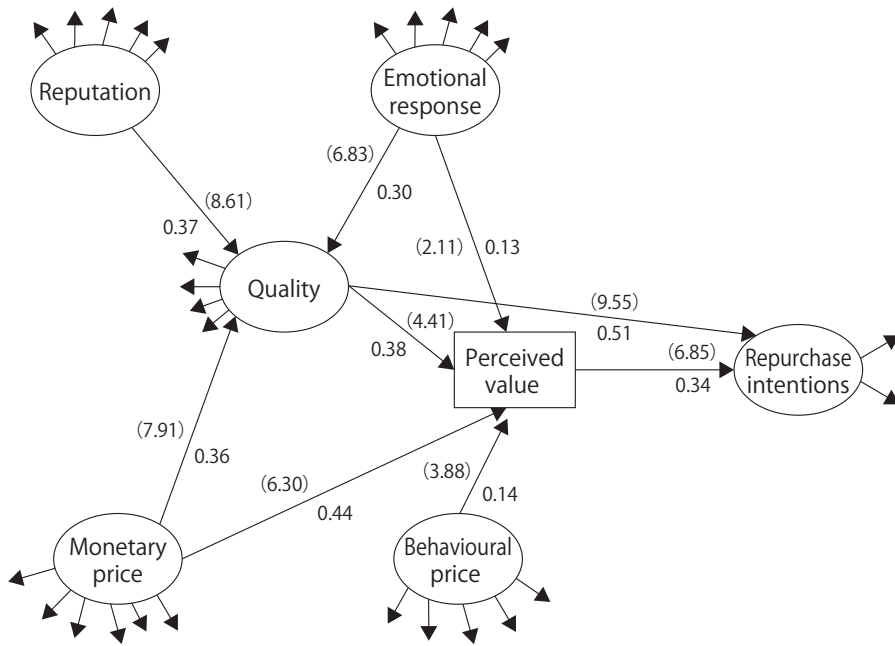 Reputation
Emotional
response
(6.83)
0.30
(8.61)
0.37
(2.11)
0.13
Quality
(9.55)
0.51
(4.41)
0.38
Perceived
value
(6.85)
0.34
Repurchase
intentions
(7.91)
0.36
(6.30)
0.44
(3.88)
0.14
Monetary
price
Behavioural
price